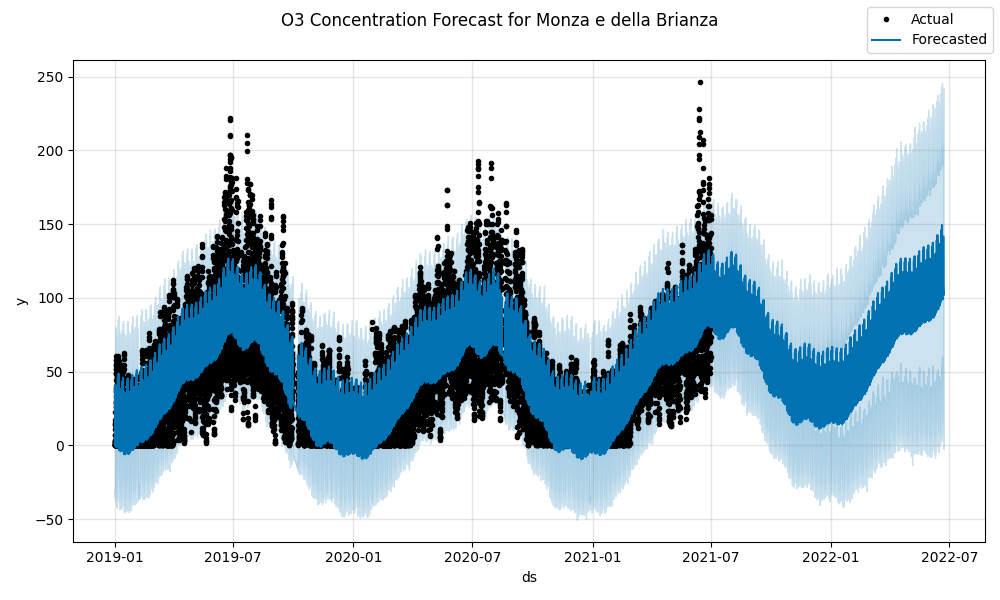 O3 Concentration Forecast for Monza e della Brianza
Actual
Forecasted
250
200
150
100
50
0
−50
y
2019-01 2019-07 2020-01 2020-07 2021-01 2021-07 2022-01 2022-07
ds